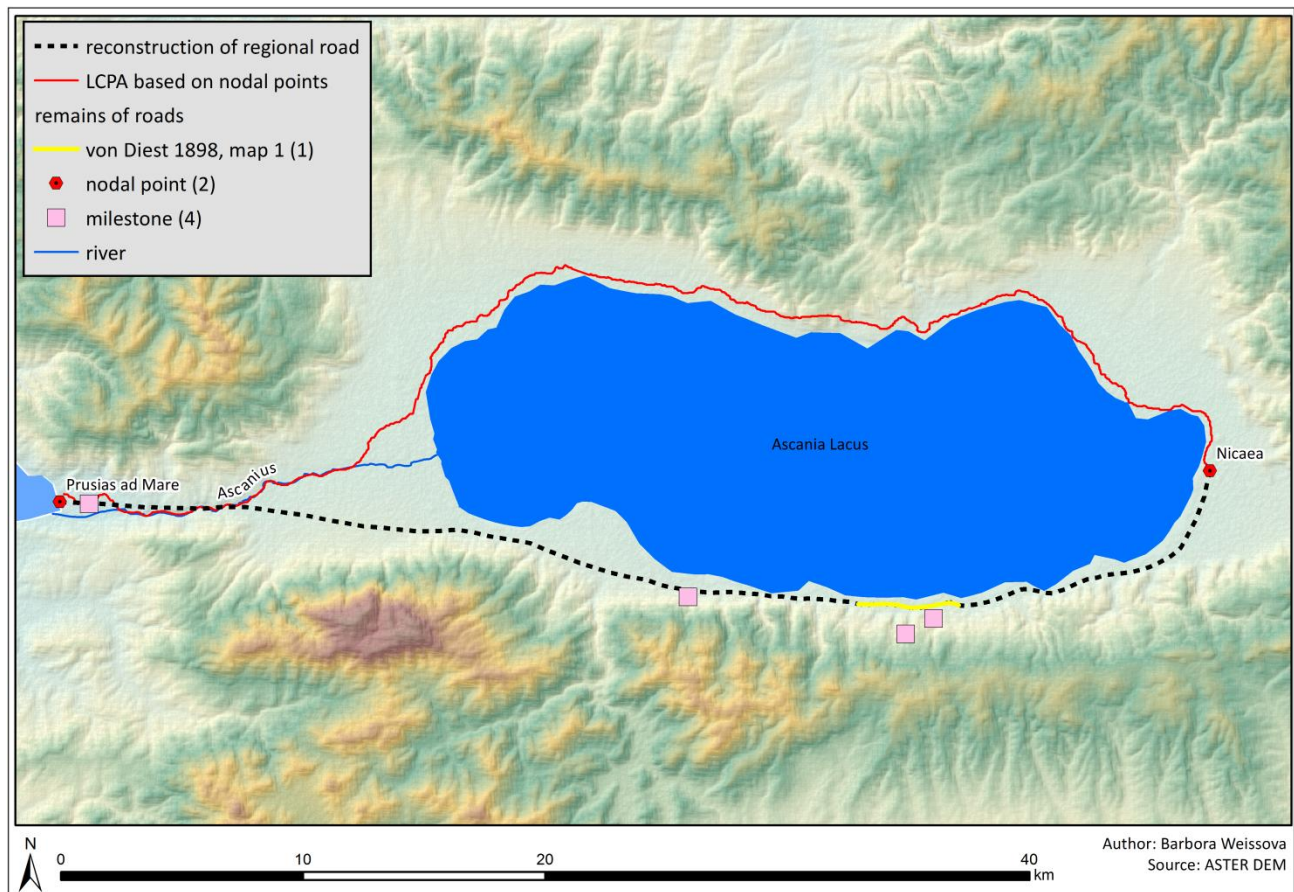 reconstruction of regional road
LCPA based on nodal points
remains of roads
von Diest 1898, map 1 (1)
nodal point (2)
milestone (4)
river
Ascania Lacus
Nicaea
Prusias ad Mare
Ascanius
N
0 10 20 40
km
Author: Barbora Weissova
Source: ASTER DEM